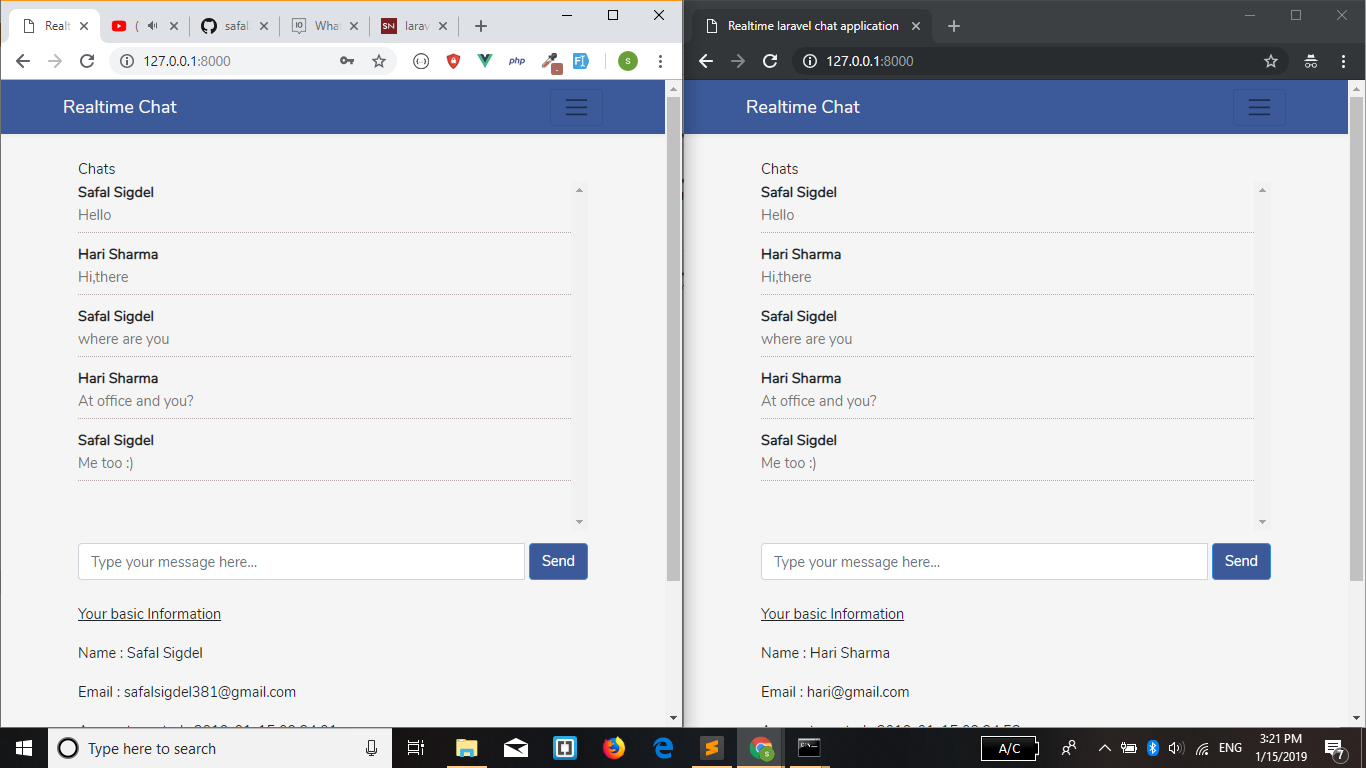 Realt
(
safal
What
larav
127.0.0.1:8000
php
s
Realtime Chat
Chats
Safal Sigdel
Hello
Hari Sharma
Hi,there
Safal Sigdel
where are you
Hari Sharma
At office and you?
Safal Sigdel
Me too :)
Type your message here...
Send
Your basic Information
Name : Safal Sigdel
Email : safalsigdel381@gmail.com
Realtime laravel chat application
127.0.0.1:8000
Realtime Chat
Chats
Safal Sigdel
Hello
Hari Sharma
Hi,there
Safal Sigdel
where are you
Hari Sharma
At office and you?
Safal Sigdel
Me too :)
Type your message here...
Send
Your basic Information
Name : Hari Sharma
Email : hari@gmail.com
Type here to search
A/C
ENG
3:21 PM
1/15/2019
7